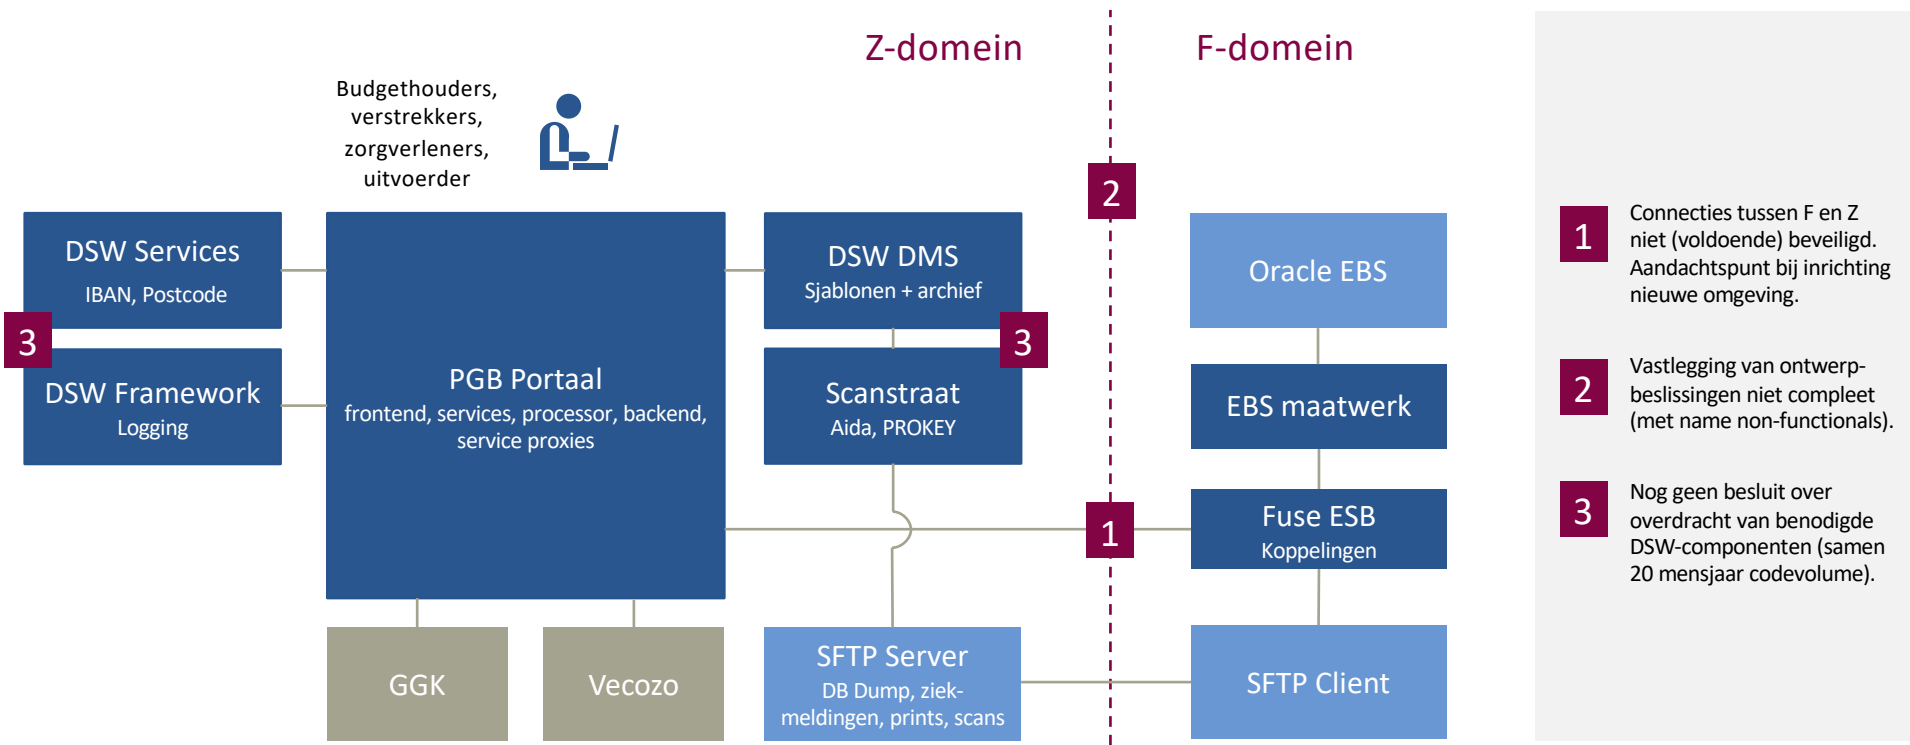 Z-domein
F-domein
Budgethouders,
verstrekkers,
zorgverleners,
uitvoerder
2
DSW Services
IBAN, Postcode
3
DSW Framework
Logging
PGB Portaal
frontend, services, processor, backend,
service proxies
DSW DMS
Sjablonen + archief
3
Scanstraat
Aida, PROKEY
Oracle EBS
EBS maatwerk
1
Fuse ESB
Koppelingen
GGK
Vecozo
SFTP Server
DB Dump, ziek-
meldingen, prints, scans
SFTP Client
1
Connecties tussen F en Z
niet (voldoende) beveiligd.
Aandachtspunt bij inrichting
nieuwe omgeving.
2
Vastlegging van ontwerp-
beslissingen niet compleet
(met name non-functionals).
3
Nog geen besluit over
overdracht van benodigde
DSW-componenten (samen
20 mensjaar codevolume).